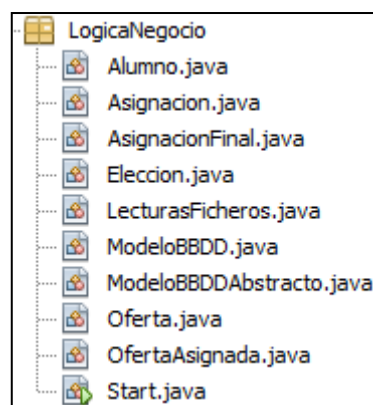 LogicaNegocio
Alumno.java
Asignacion.java
AsignacionFinal.java
Eleccion.java
LecturasFicheros.java
ModeloBBDD.java
ModeloBBDDAbstracto.java
Oferta.java
OfertaAsignada.java
Start.java